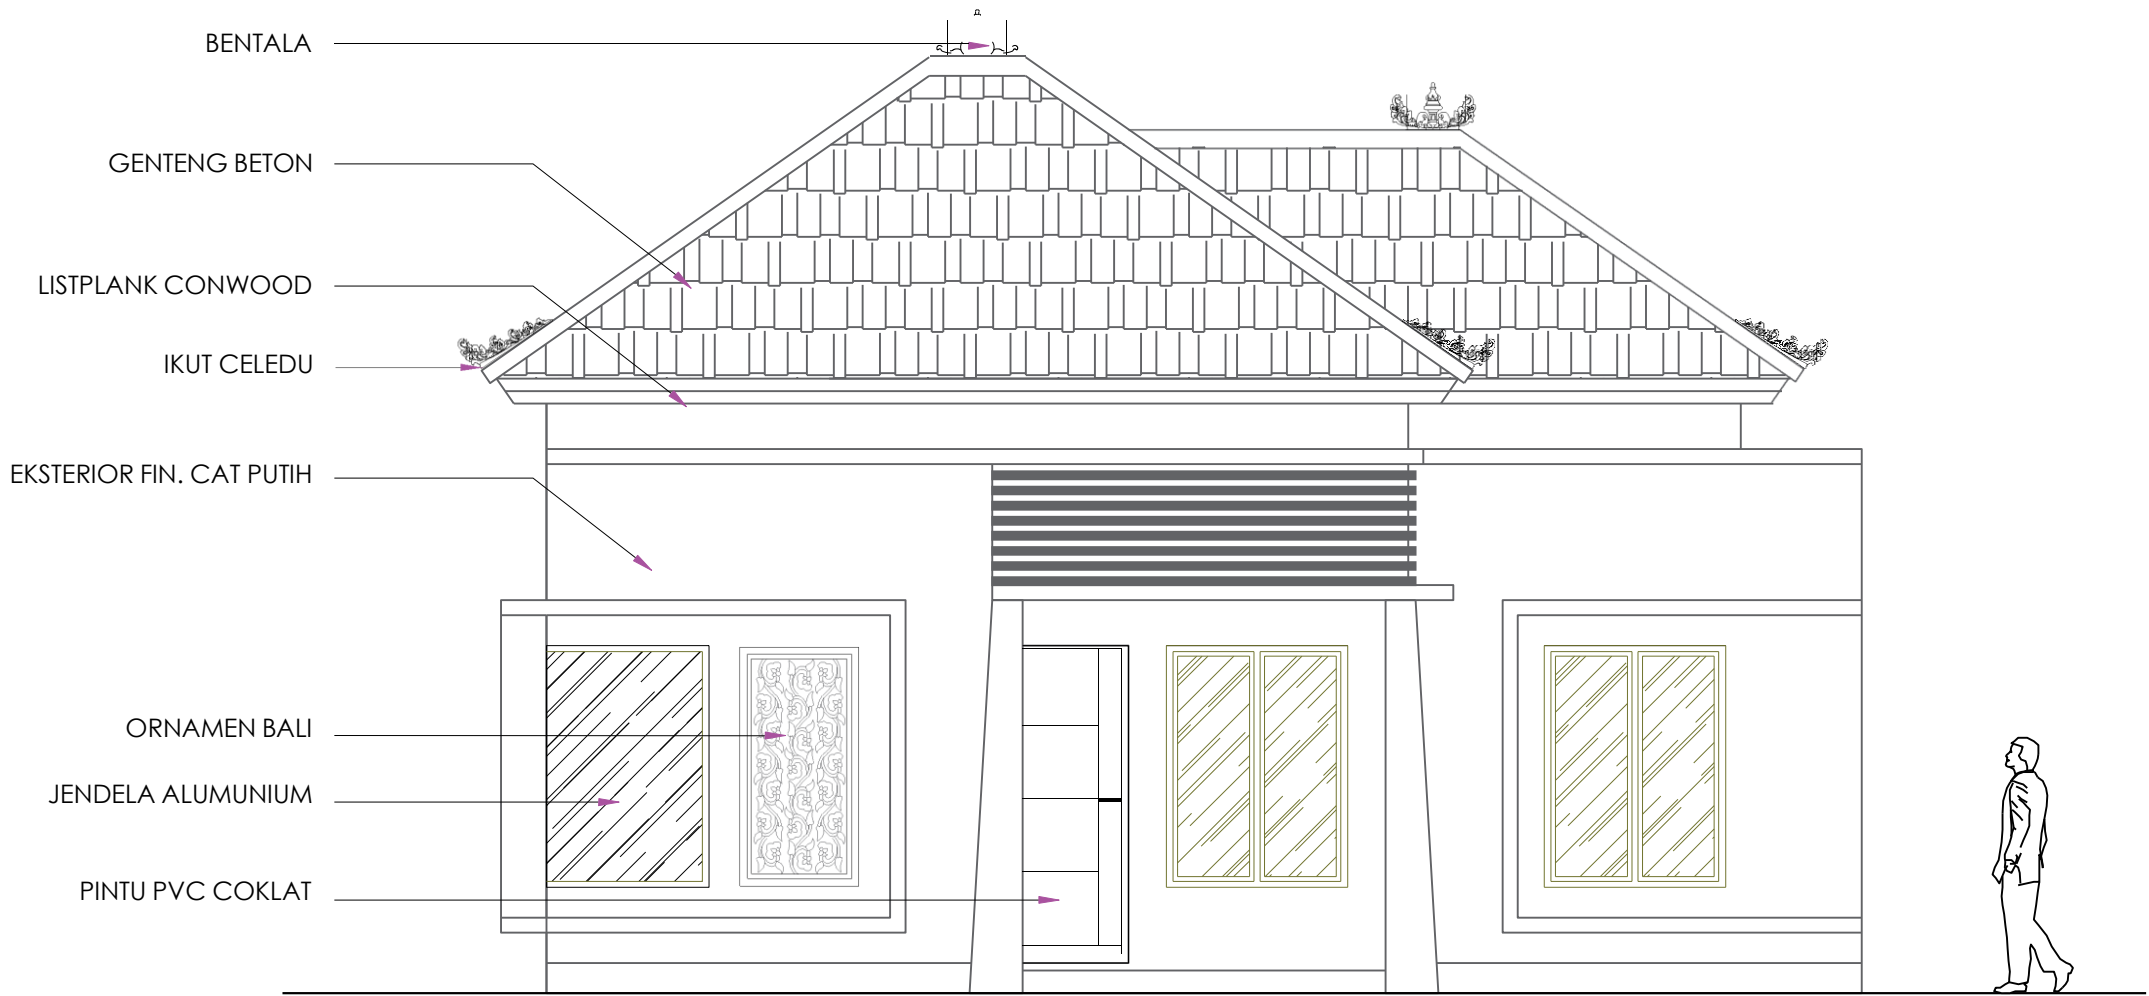 BENTALA
GENTENG BETON
LISTPLANK CONWOOD
IKUT CELEDU
EKSTERIOR FIN. CAT PUTIH
ORNAMEN BALI
JENDELA ALUMUNIUM
PINTU PVC COKLAT